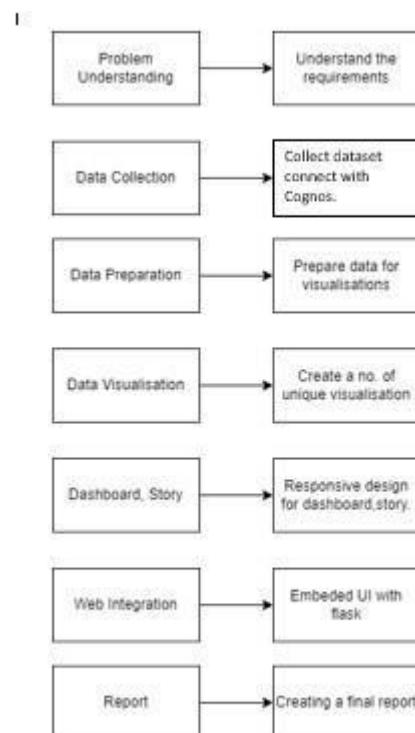 I
Problem
Understanding
Understand the
requirements
Data Collection
Collect dataset
connect with
Cognos.
Data Preparation
Prepare data for
visualisations
Data Visualisation
Create a no. of
unique visualisation
Dashboard, Story
Responsive design
for dashboard,story.
Web Integration
Embeded UI with
flask
Report
Creating a final report